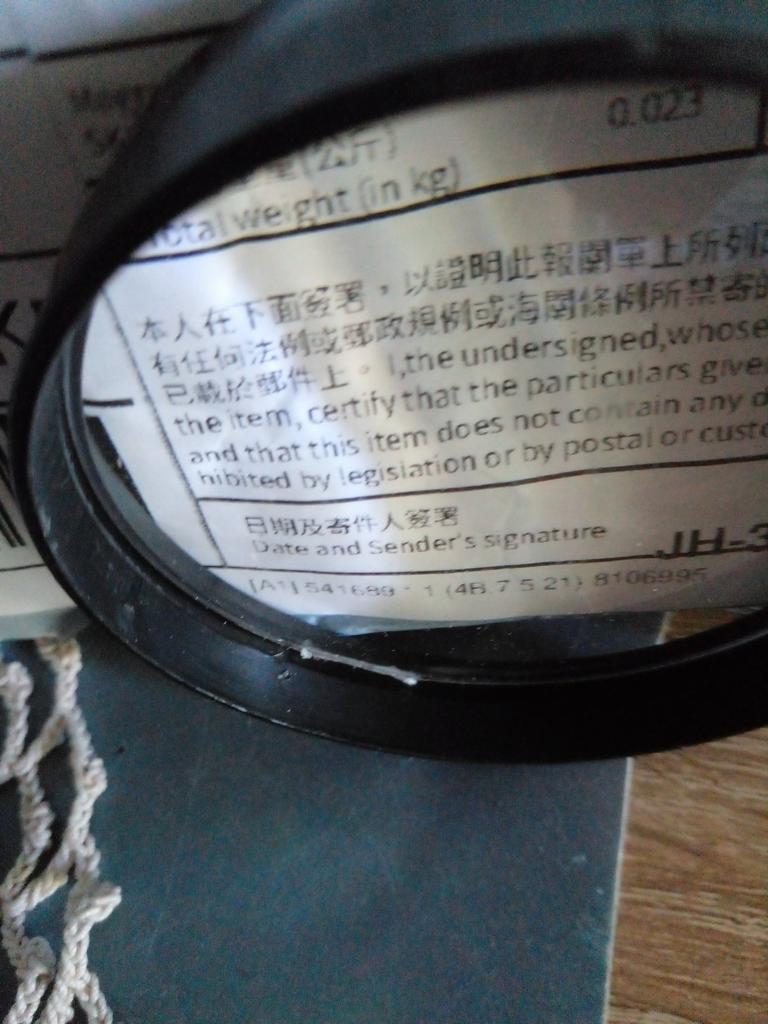 0.023
(公斤)
Total weight (in kg)
本人在下面簽署,以證明此報關單上所列
有任何法例或郵政規例或海關條例所禁寄
已載於郵件上。I,the undersigned,whose
the item, certify that the particulars give
and that this item does not contain any d
hibited by legislation or by postal or custo
日期及寄件人簽署
Date and Sender's signature
JH-3
[A1] 541689 - 1 (4B.7 5 21) 8106995